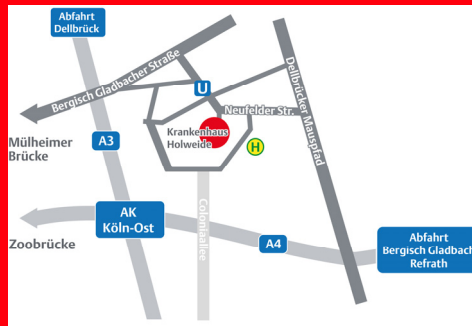 Abfahrt
Dellbrück
Bergisch Gladbacher Straße
U
Dellbrücker Mauspfad
Neufelder Str.
Krankenhaus
Holweide
H
Mülheimer
Brücke
A3
AK
Köln-Ost
Coloniaallee
Zoobrücke
A4
Abfahrt
Bergisch Gladbach
Refrath